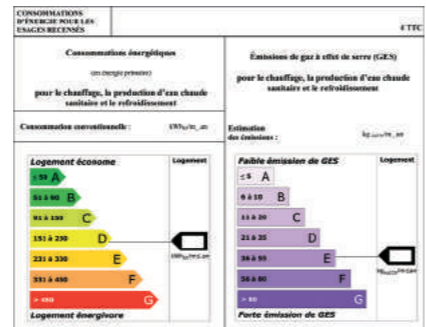 CONSOMMATIONS
D'ÉNERGIE POUR LES
USAGES RECENSÉS
€ TTC
Consommations énergétiques
(en énergie primaire)
pour le chauffage, la production d'eau chaude
sanitaire et le refroidissement
Émissions de gaz à effet de serre (GES)
pour le chauffage, la production d'eau chaude
sanitaire et le refroidissement
Consommation conventionnelle :
Estimation
des émissions :
Logement économe
Logement
A
51 à 90 B
91 à 150 C
151 à 230 D
231 à 330 E
331 à 450 F
> 450 G
Logement énergivore
Faible émission de GES
Logement
≤ 5 A
6 à 10 B
11 à 20 C
21 à 35 D
36 à 55 E
56 à 80 F
> 80 G
Forte émission de GES